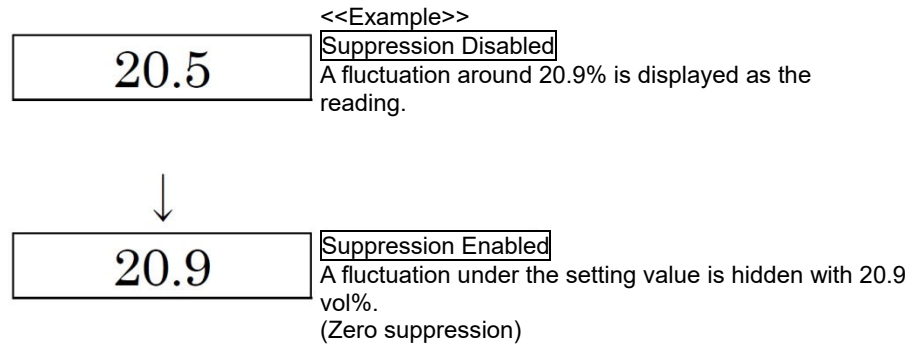 <<Example>>
20.5
Suppression Disabled
A fluctuation around 20.9% is displayed as the
reading.
↓
20.9
Suppression Enabled
A fluctuation under the setting value is hidden with 20.9
vol%.
(Zero suppression)